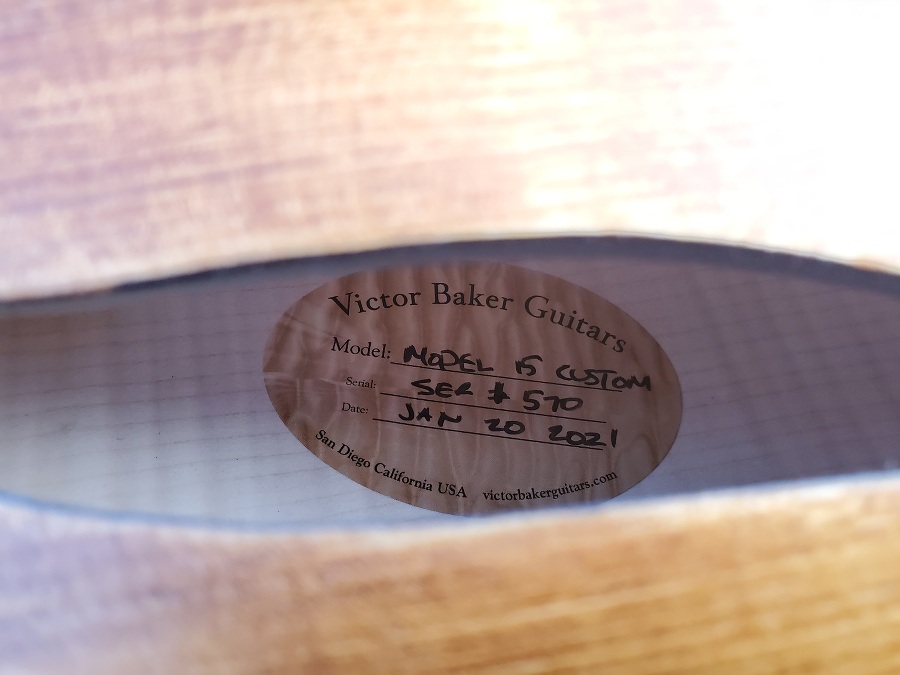 Victor Baker Guitars
Model: MODEL 15 CUSTOM
Serial: SER # 570
Date: JAN 20 2021
San Diego California USA victorbakerguitars.com